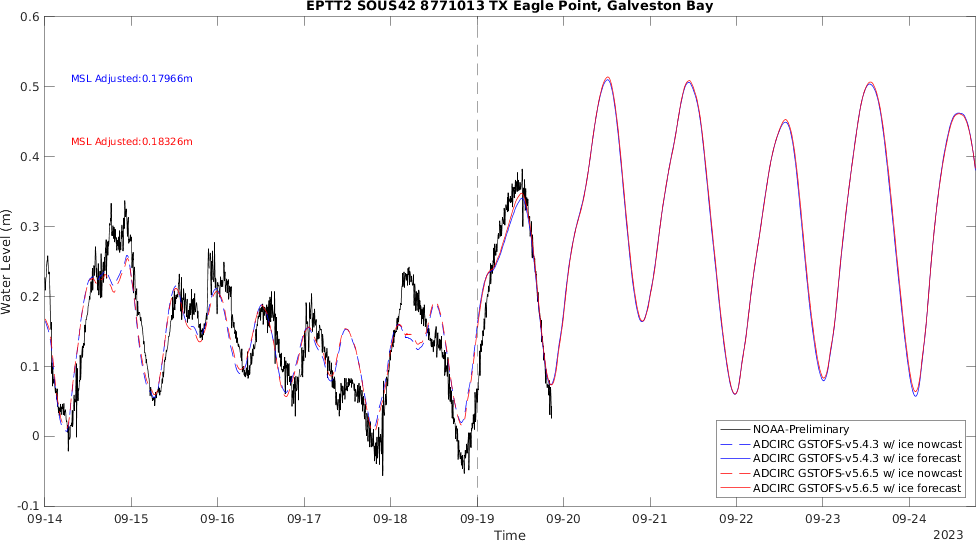 EPTT2 SOUS42 8771013 TX Eagle Point, Galveston Bay
0.6
0.5
0.4
0.3
0.2
0.1
0
-0.1
Water Level (m)
MSL Adjusted:0.17966m
MSL Adjusted:0.18326m
NOAA-Preliminary
ADCIRC GSTOFS-v5.4.3 w/ ice nowcast
ADCIRC GSTOFS-v5.4.3 w/ ice forecast
ADCIRC GSTOFS-v5.6.5 w/ ice nowcast
ADCIRC GSTOFS-v5.6.5 w/ ice forecast
09-14 09-15 09-16 09-17 09-18 09-19 09-20 09-21 09-22 09-23 09-24
Time
2023